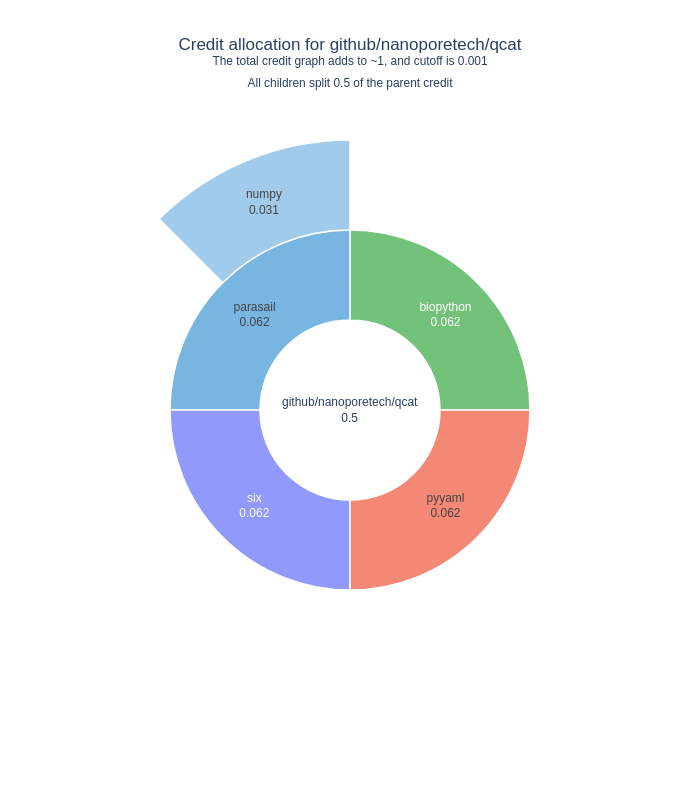 Credit allocation for github/nanoporetech/qcat
The total credit graph adds to ~1, and cutoff is 0.001
All children split 0.5 of the parent credit
numpy
0.031
parasail
0.062
biopython
0.062
github/nanoporetech/qcat
0.5
six
0.062
pyyaml
0.062